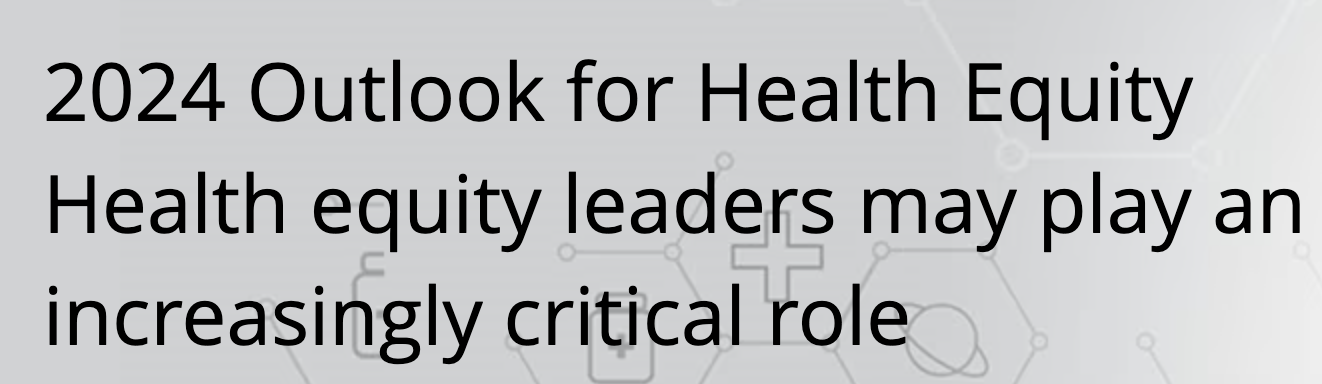 2024 Outlook for Health Equity
Health equity leaders may play an
increasingly critical role